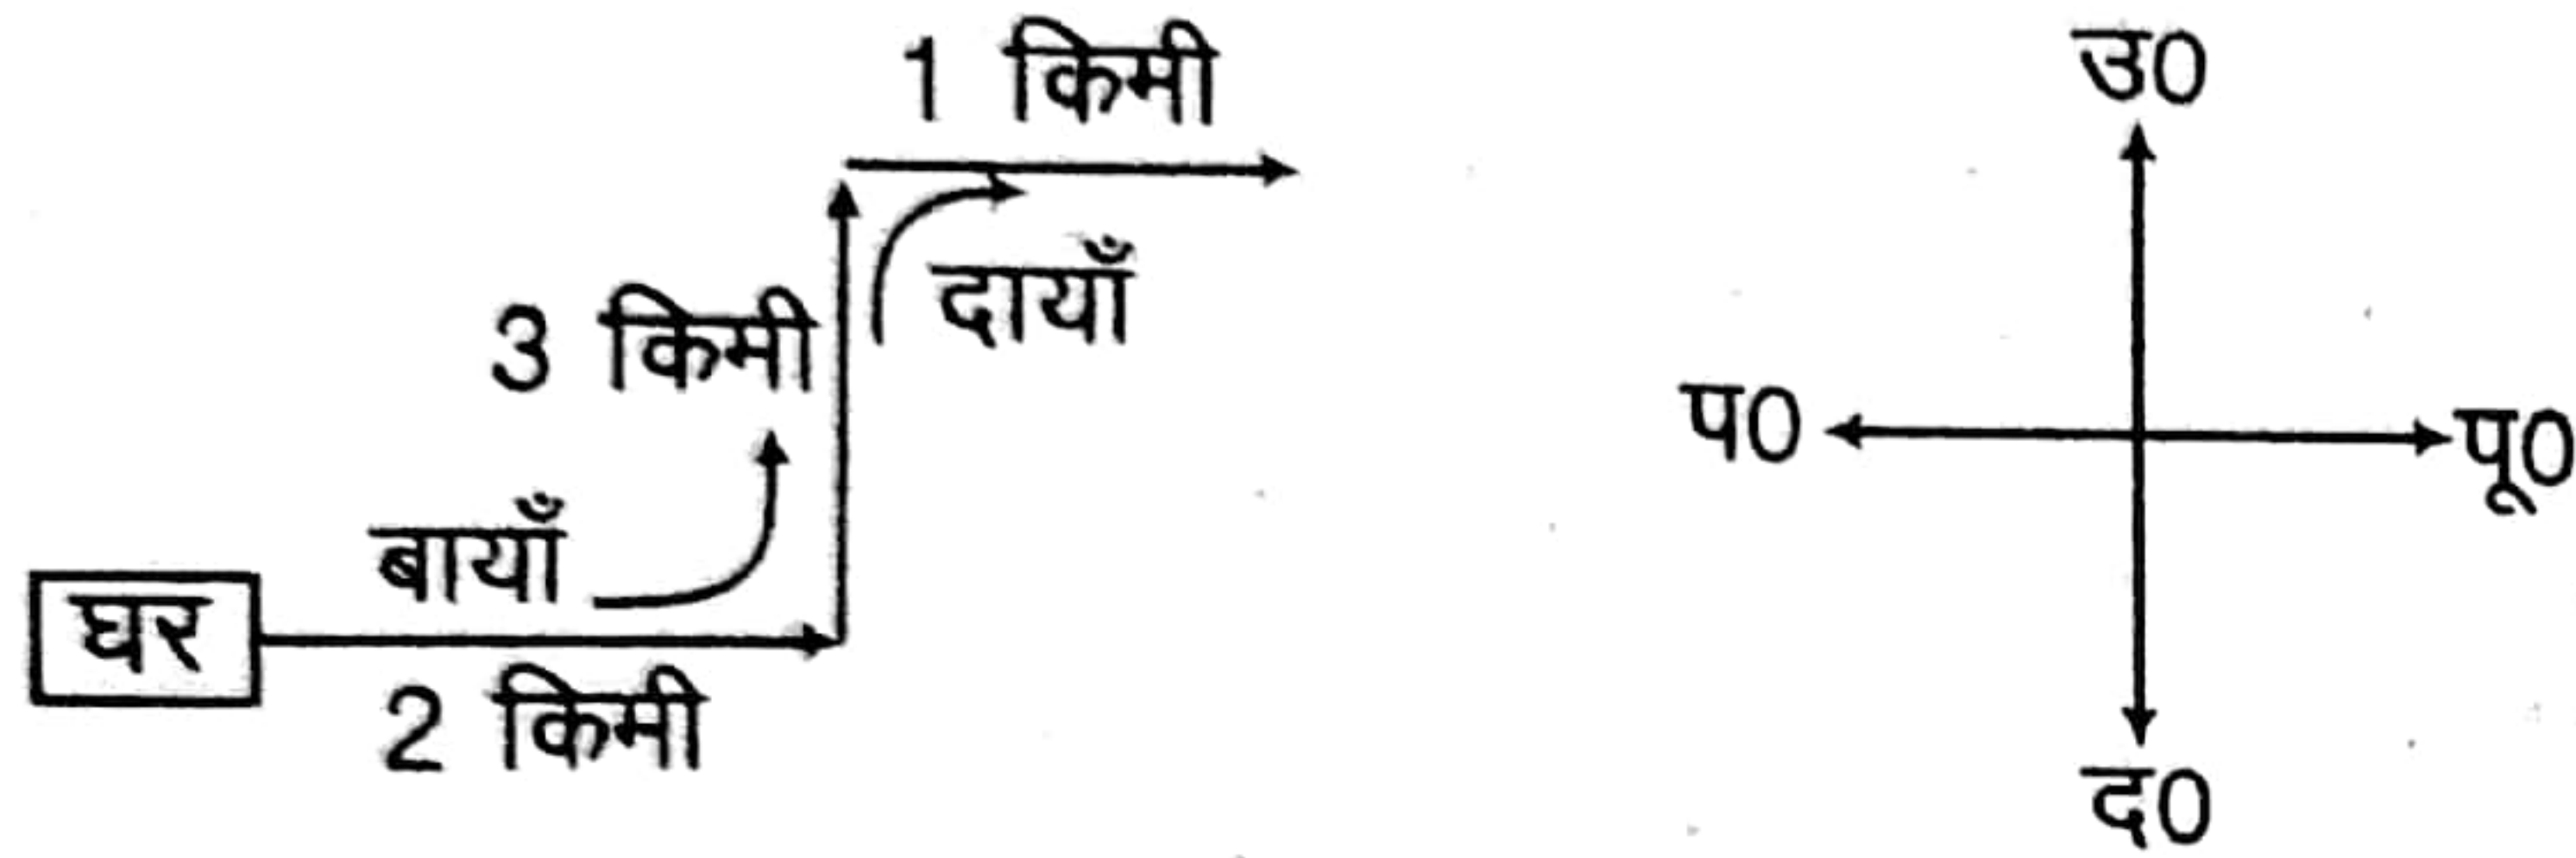 1 किमी
दायाँ
3 किमी
बायाँ
घर
2 किमी
उ0
प0
पू0
द0